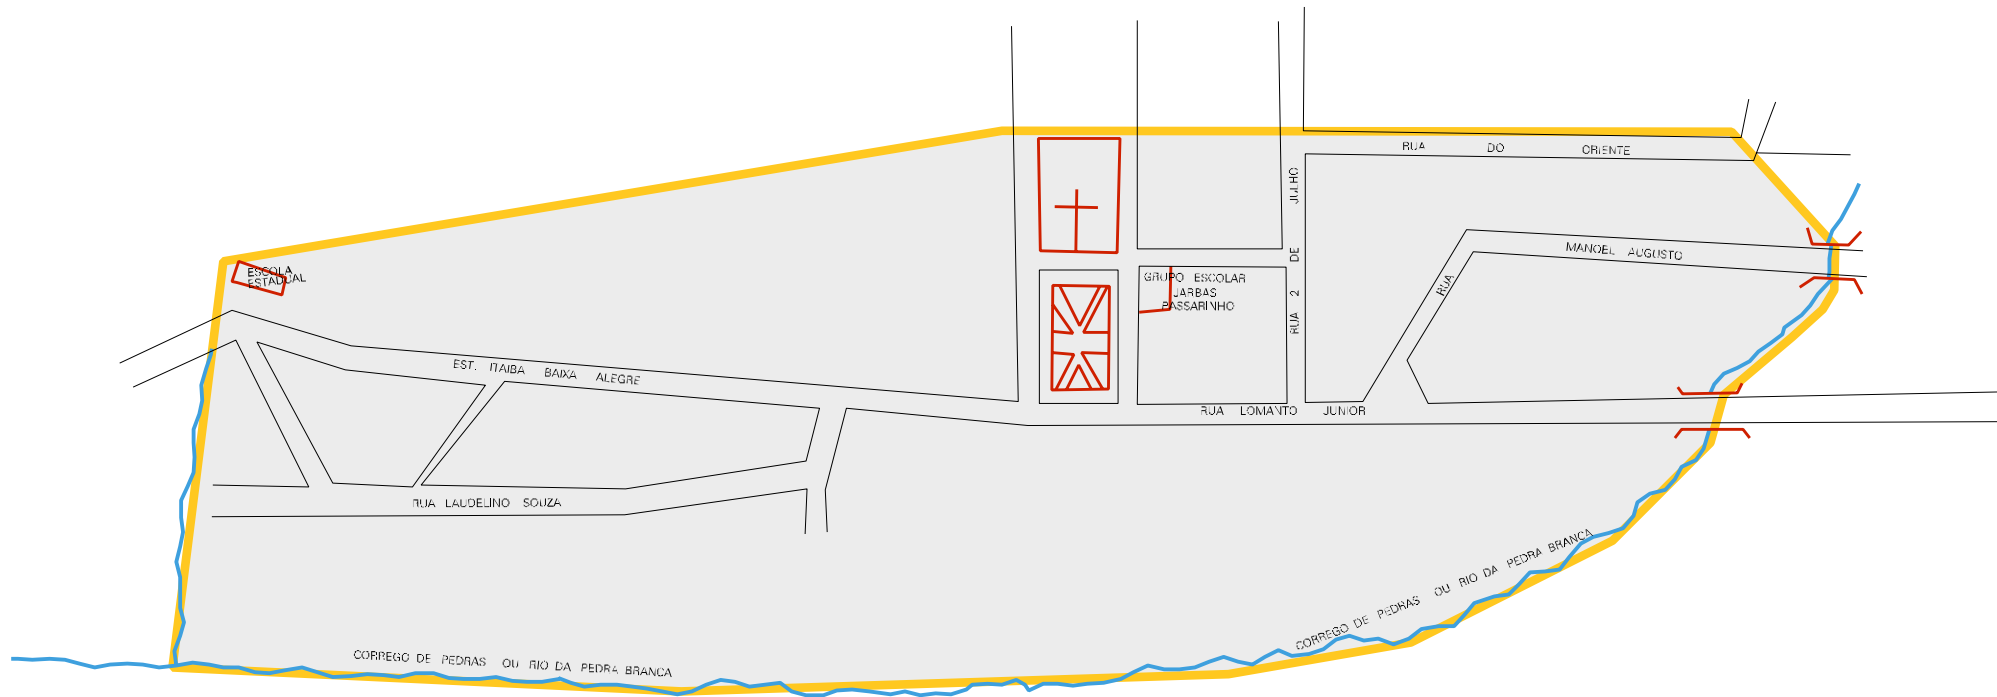 RUA DO ORIENTE
JULHO
RUA 2 DE
MANOEL AUGUSTO
RUA
ESCOLA
ESTADUAL
GRUPO ESCOLAR
JARBAS
PASSARINHO
EST. ITAIBA BAIXA ALEGRE
RUA LOMANTO JUNIOR
RUA LAUDELINO SOUZA
CORREGO DE PEDRAS OU RIO DA PEDRA BRANCA
CORREGO DE PEDRAS OU RIO DA PEDRA BRANCA